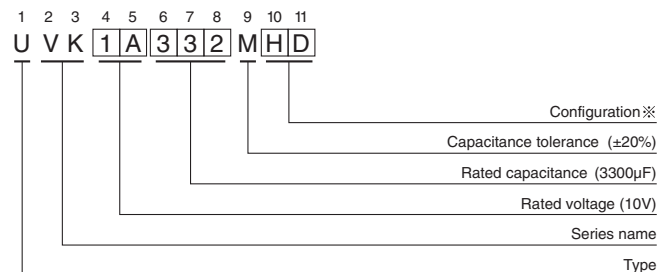 1 2 3 4 5 6 7 8 9 10 11
U V K 1 A 3 3 2 M H D
Configuration※
Capacitance tolerance (±20%)
Rated capacitance (3300µF)
Rated voltage (10V)
Series name
Type